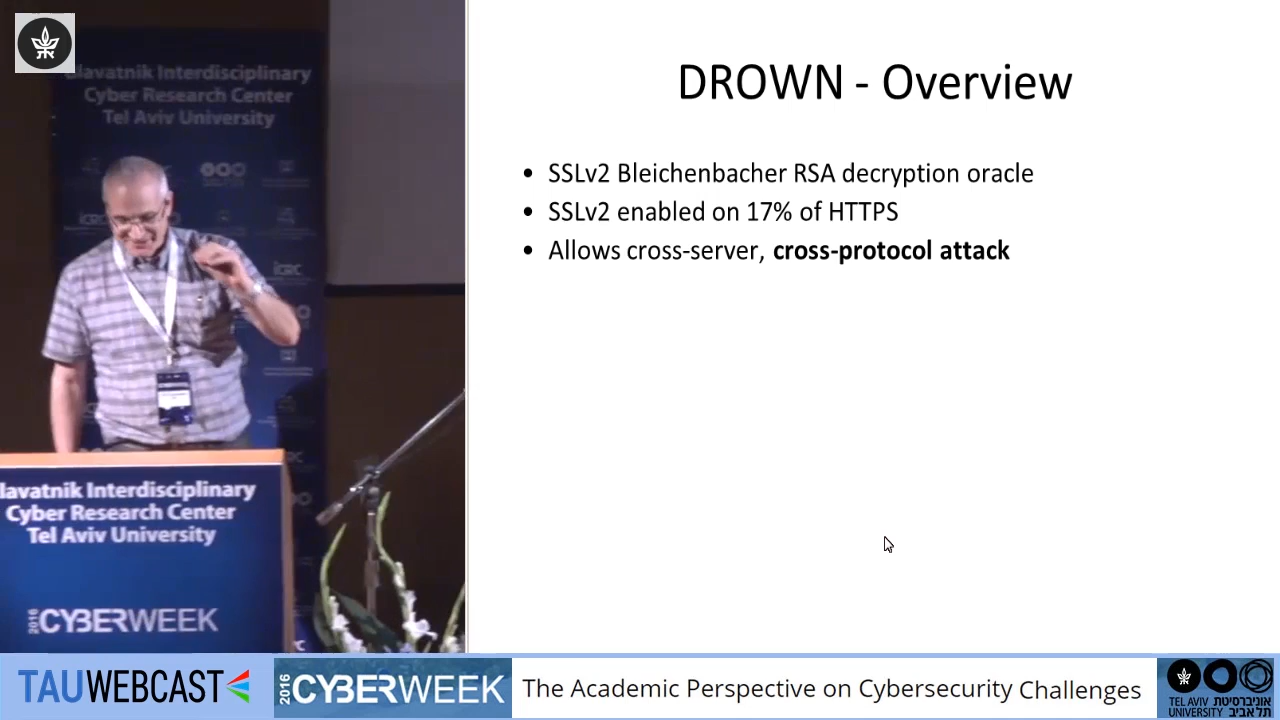 lavatnik Interdisciplinary
Cyber Research Center
Tel Aviv University
DROWN - Overview
• SSLv2 Bleichenbacher RSA decryption oracle
• SSLv2 enabled on 17% of HTTPS
• Allows cross-server, cross-protocol attack
ICRC
lavatnik Interdisciplinary
Cyber Research Center
Tel Aviv University
2016 CYBERWEEK
TAUWEBCAST
2016 CYBERWEEK
The Academic Perspective on Cybersecurity Challenges
TEL AVIV אוניברסיטת
UNIVERSITY תל אביב